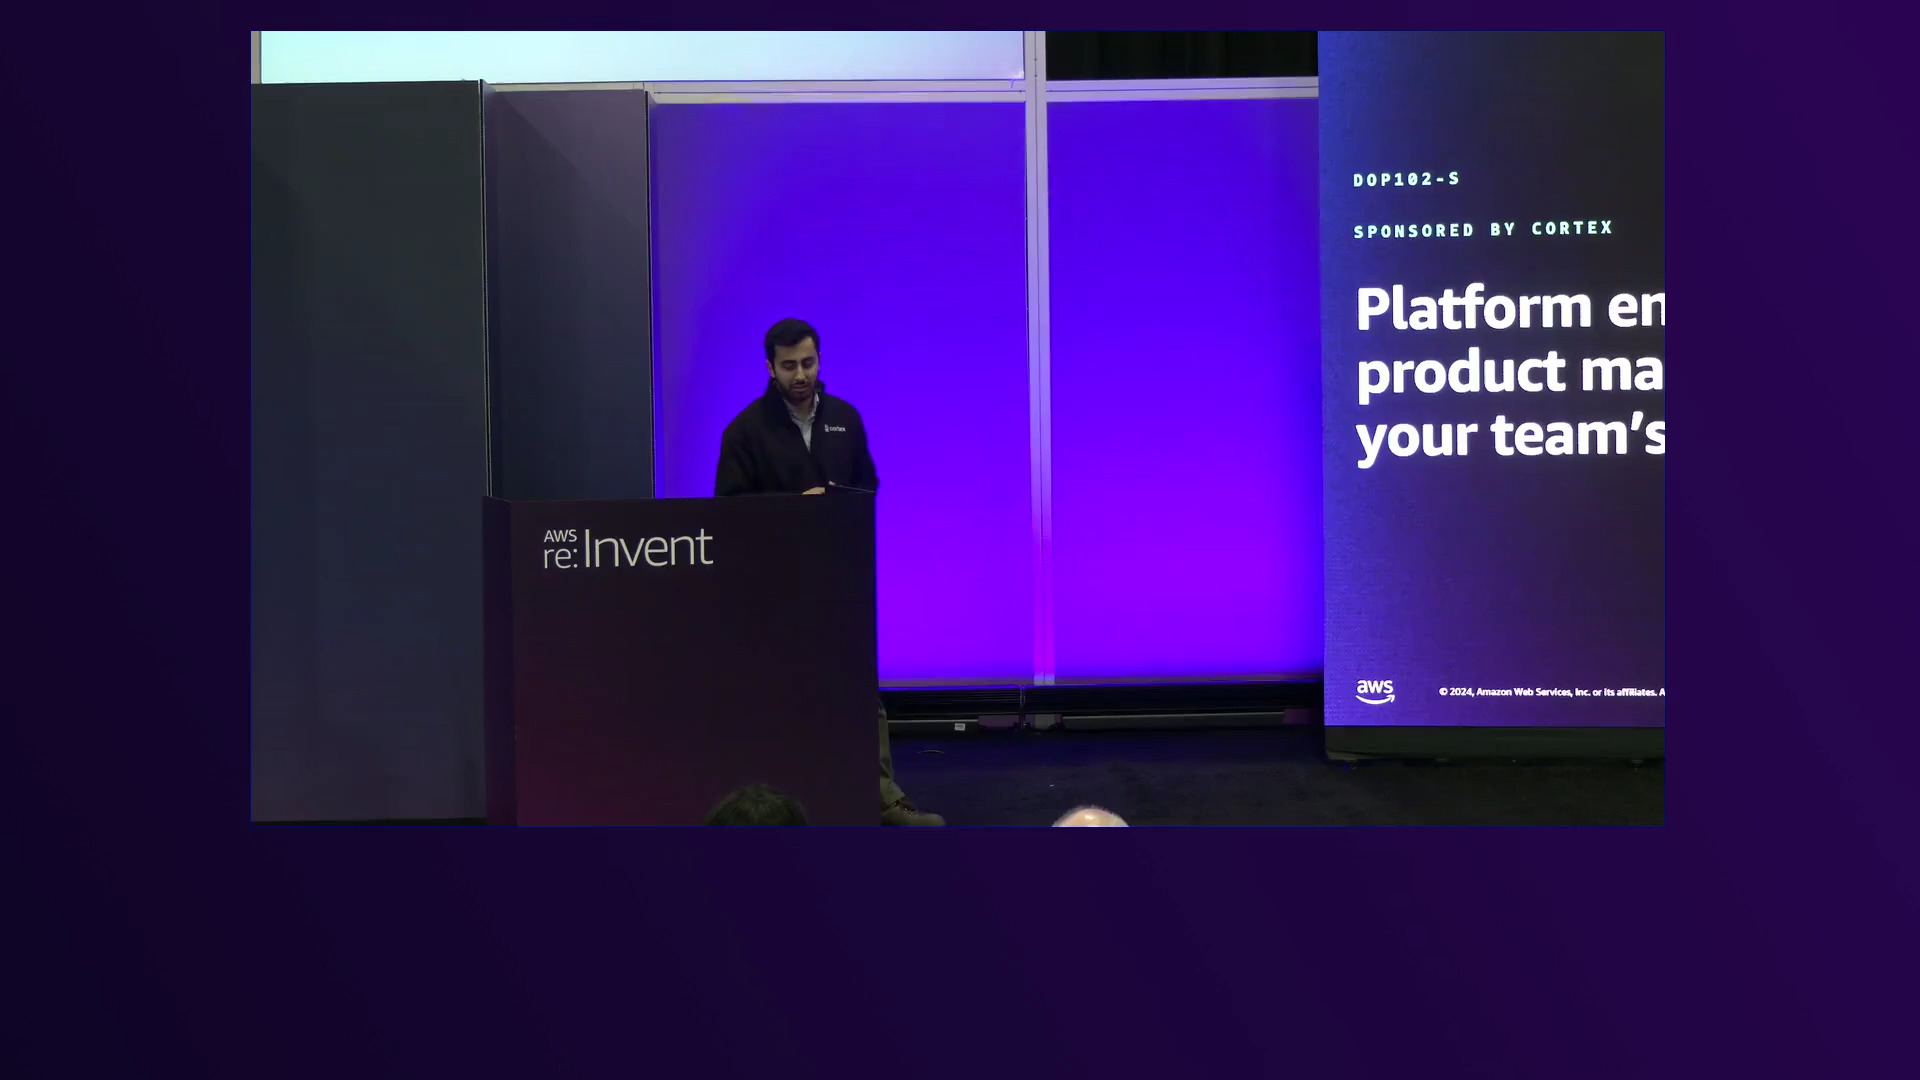 DOP102-S
SPONSORED BY CORTEX
Platform en
product ma
your team's
cortex
AWS
re:Invent
aws
© 2024, Amazon Web Services, Inc. or its affiliates. A